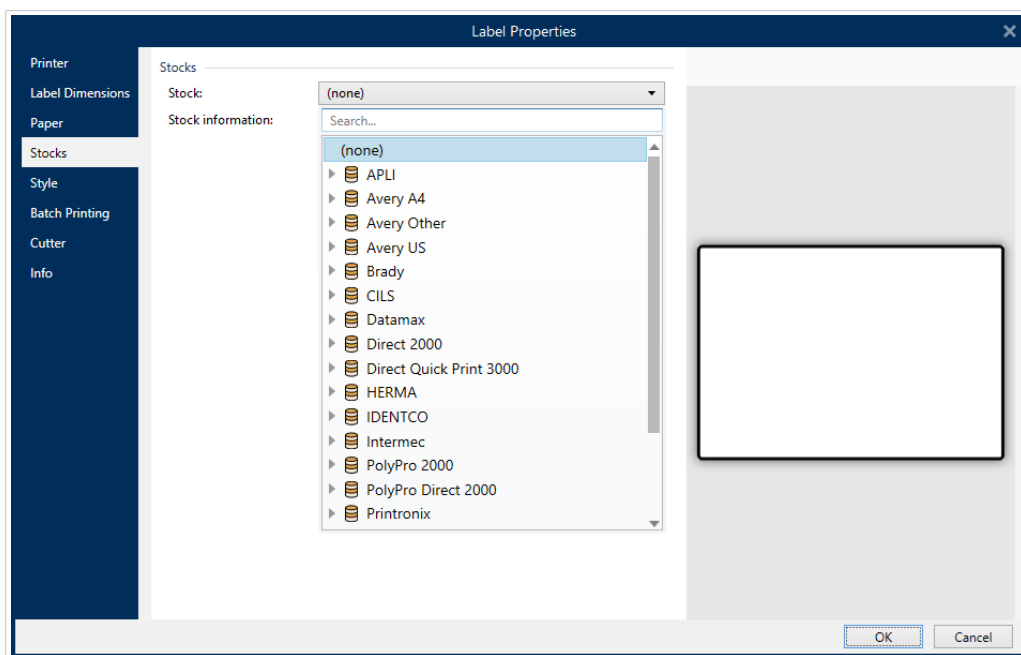 Label Properties
Printer
Label Dimensions
Paper
Stocks
Style
Batch Printing
Cutter
Info
Stocks
Stock: (none)
Stock information: Search...
(none)
APLI
Avery A4
Avery Other
Avery US
Brady
CILS
Datamax
Direct 2000
Direct Quick Print 3000
HERMA
IDENTCO
Intermec
PolyPro 2000
PolyPro Direct 2000
Printronix
OK Cancel